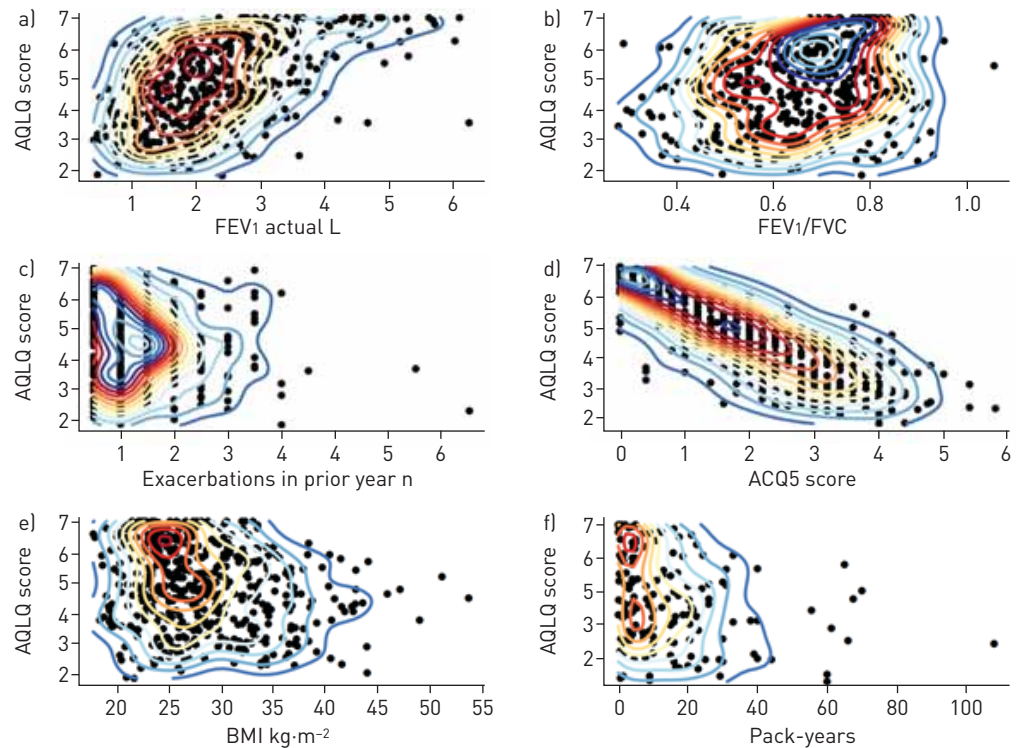 a)
AQLQ score
7
6
5
4
3
2
1 2 3 4 5 6
FEV1 actual L
b)
AQLQ score
7
6
5
4
3
2
0.4 0.6 0.8 1.0
FEV1/FVC
c)
AQLQ score
7
6
5
4
3
2
1 2 3 4 5 6
Exacerbations in prior year n
d)
AQLQ score
7
6
5
4
3
2
0 1 2 3 4 5 6
ACQ5 score
e)
AQLQ score
7
6
5
4
3
2
20 25 30 35 40 45 50 55
BMI kg·m−2
f)
AQLQ score
7
6
5
3
2
0 20 40 60 80 100
Pack-years